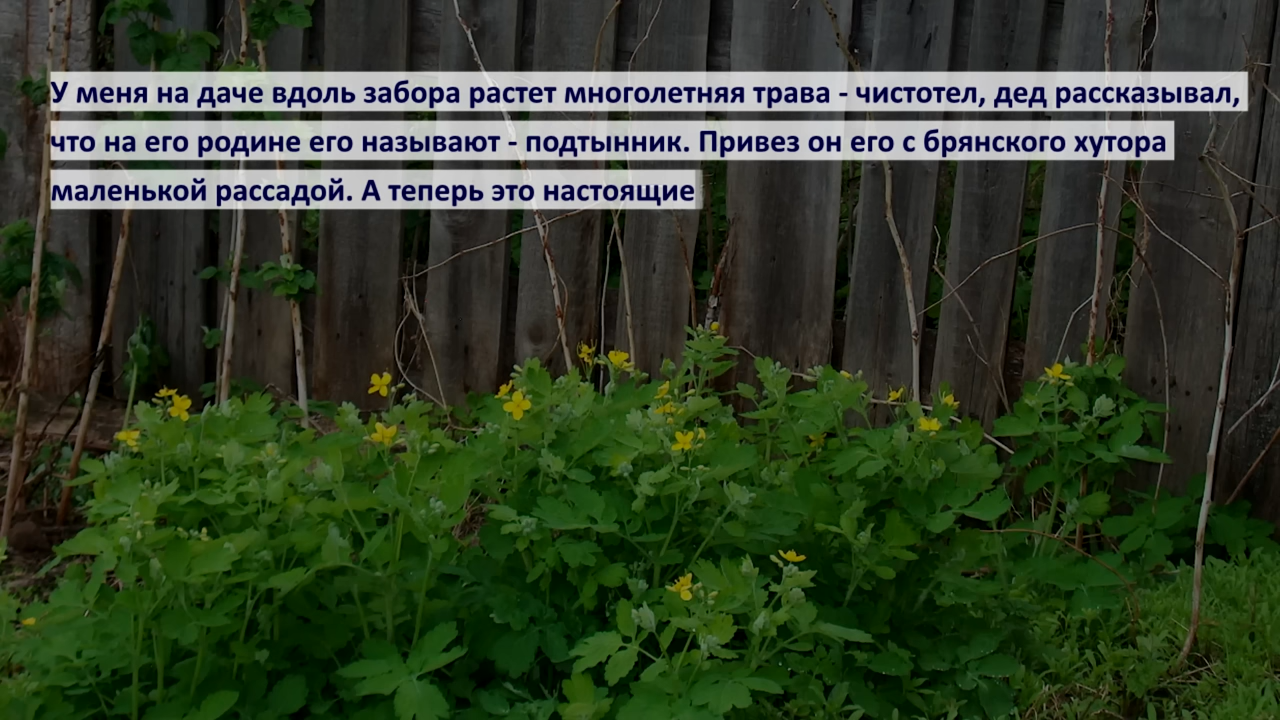 У меня на даче вдоль забора растет многолетняя трава - чистотел, дед рассказывал,
что на его родине его называют - подтынник. Привез он его с брянского хутора
маленькой рассадой. А теперь это настоящие